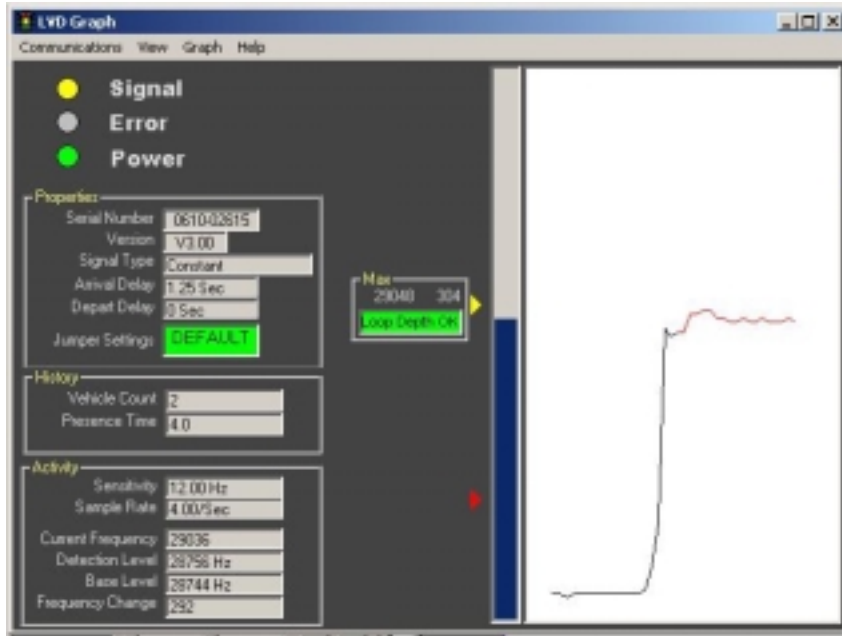 LVD Graph
Communications View Graph Help
Signal
Error
Power
Properties
Serial Number 0610-02615
Version V3.00
Signal Type Constant
Arrival Delay 1.25 Sec
Depart Delay 0 Sec
Jumper Settings DEFAULT
Max
29048 304
Loop Depth OK
History
Vehicle Count 2
Presence Time 4.0
Activity
Sensitivity 12.00 Hz
Sample Rate 4.00/Sec
Current Frequency 29036
Detection Level 28756 Hz
Base Level 28744 Hz
Frequency Change 292